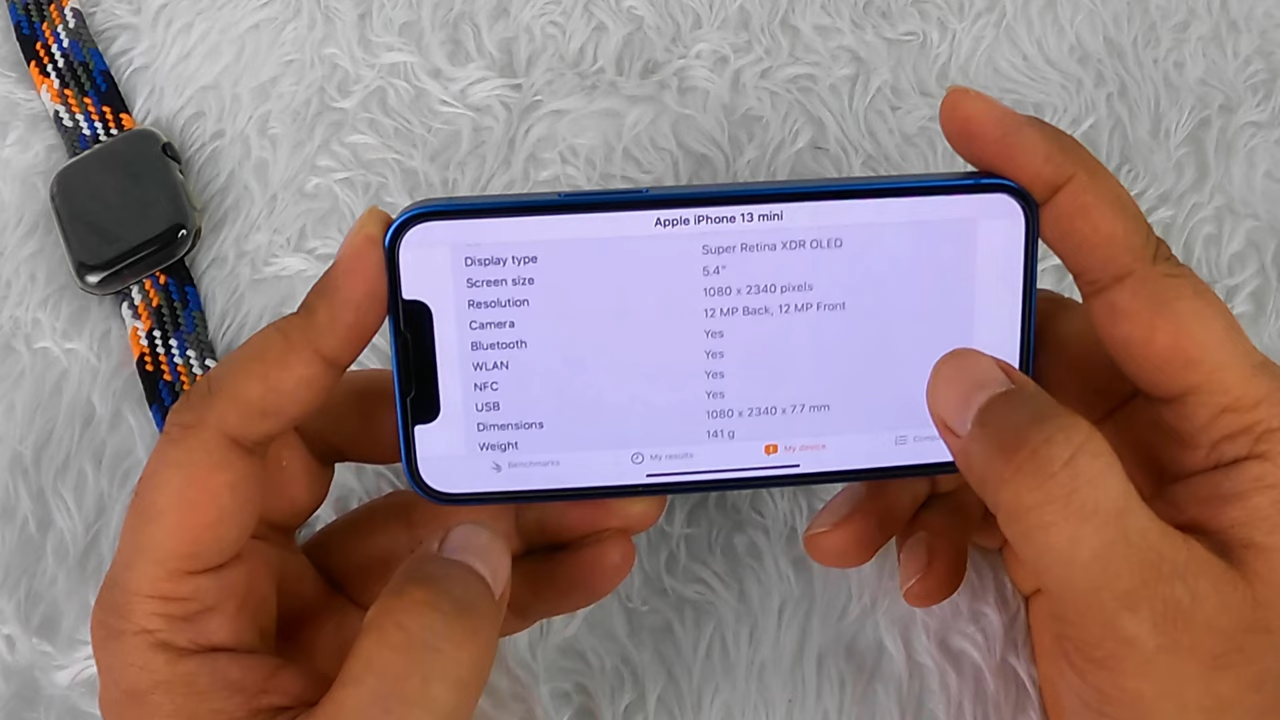 Apple iPhone 13 mini
Display type Super Retina XDR OLED
Screen size 5.4"
Resolution 1080 x 2340 pixels
Camera 12 MP Back, 12 MP Front
Bluetooth Yes
WLAN Yes
NFC Yes
USB Yes
Dimensions 1080 x 2340 x 7.7 mm
Weight 141 g
Benchmarks My results My device